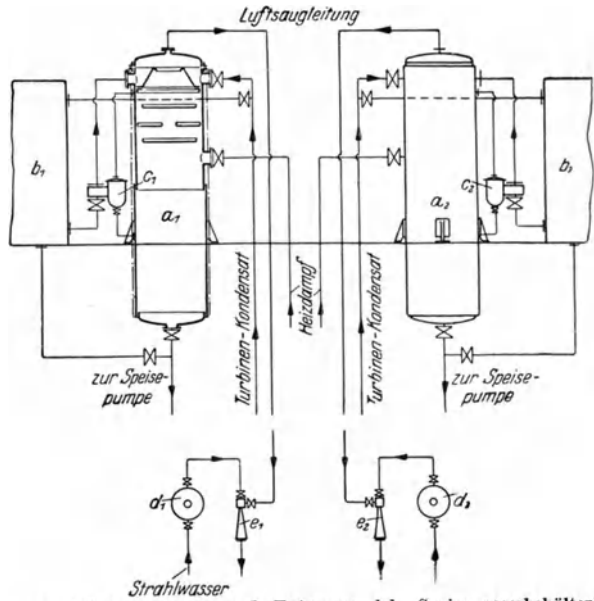 Luftsaugleitung
b₁
c₁
a₁
c₂
a₂
b₂
Turbinen-Kondensat
Heizdampf
Turbinen-Kondensat
zur Speise-
pumpe
zur Speise-
pumpe
d₁
e₁
e₂
d₂
Strahlwasser